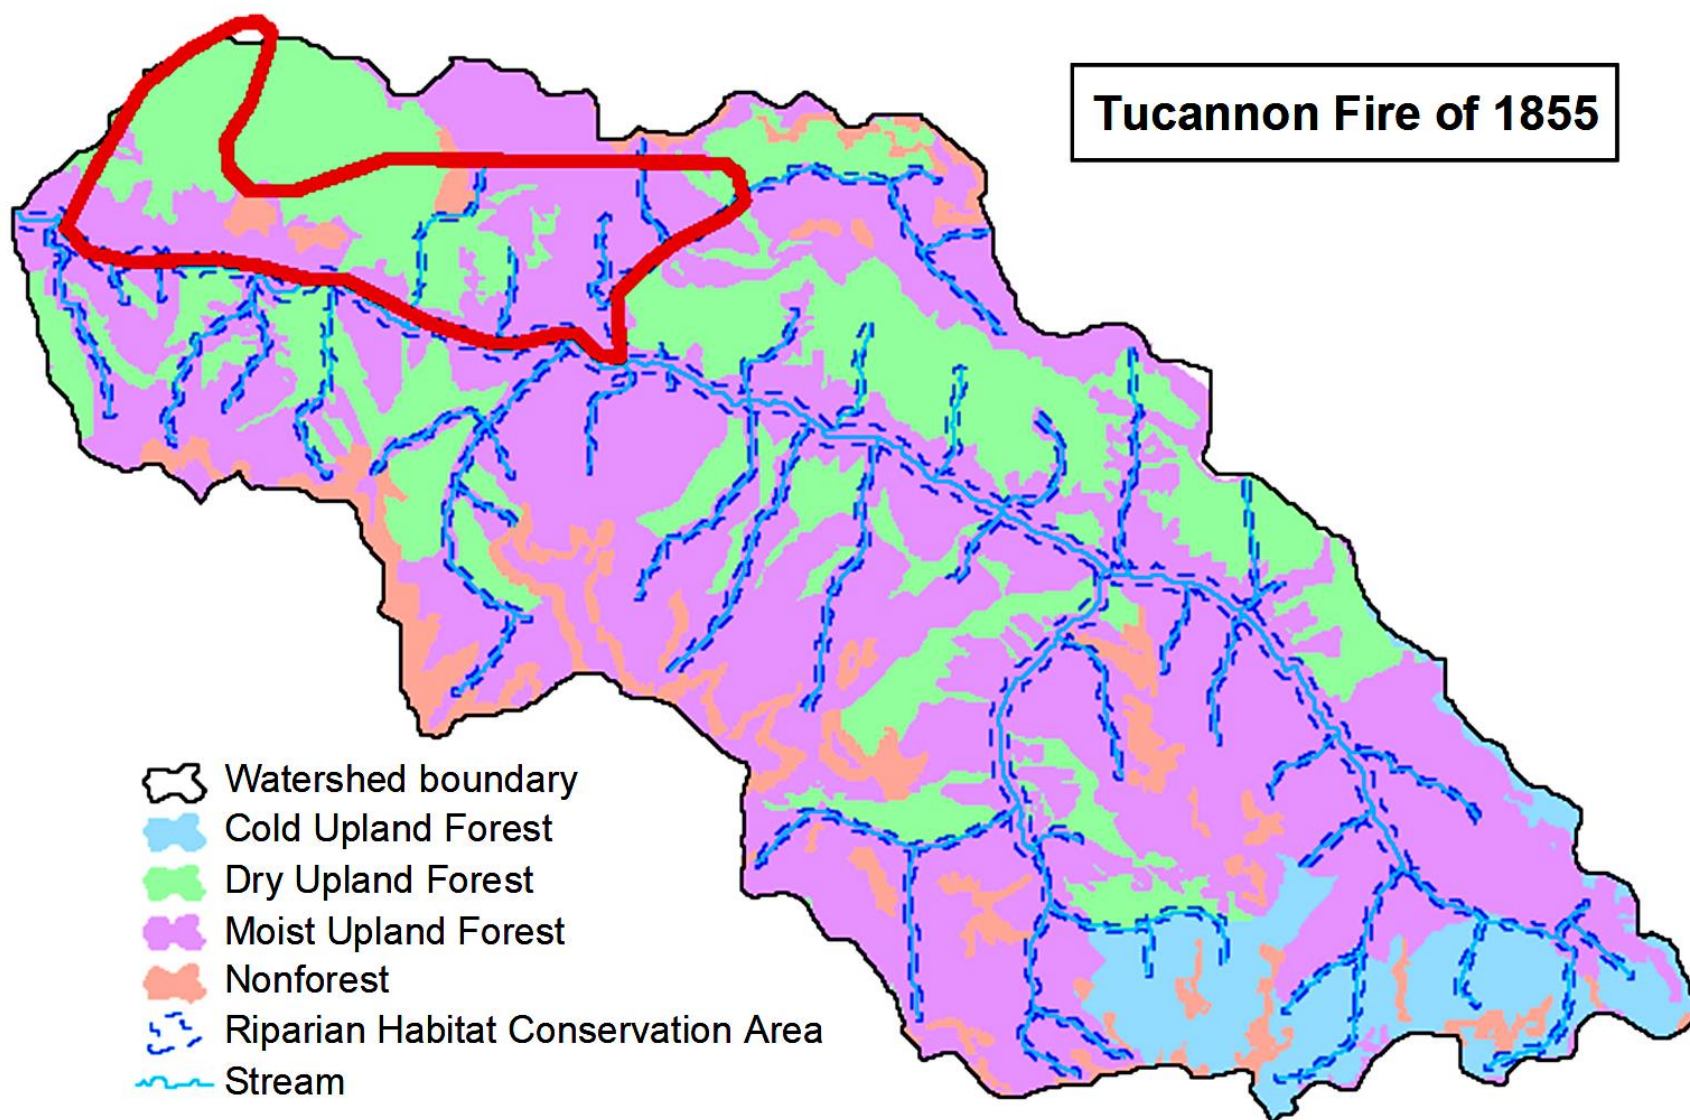 Tucannon Fire of 1855
Watershed boundary
Cold Upland Forest
Dry Upland Forest
Moist Upland Forest
Nonforest
Riparian Habitat Conservation Area
Stream